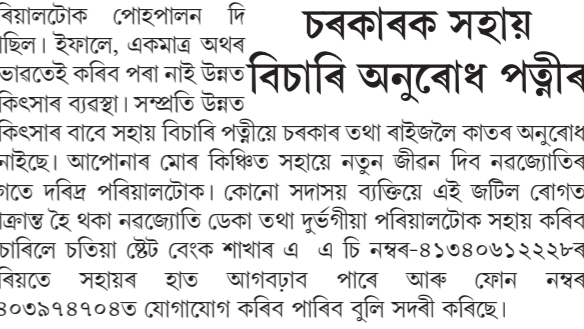 চৰকাৰক সহায়
বিচাৰি অনুৰোধ পত্নীৰ
ৰিয়ালটোক পোহপালন দি
ছিল। ইফালে, একমাত্ৰ অথৰ
ভাৱতেই কৰিব পৰা নাই উন্নত
কিৎসাৰ ব্যৱস্থা। সম্প্ৰতি উন্নত
কিৎসাৰ বাবে সহায় বিচাৰি পত্নীয়ে চৰকাৰ তথা ৰাইজলৈ কাতৰ অনুৰোধ
নাইছে। আপোনাৰ মোৰ কিঞ্চিত সহায়ে নতুন জীৱন দিব নৱজ্যোতিৰ
গতে দৰিদ্ৰ পৰিয়ালটোক। কোনো সদাসয় ব্যক্তিয়ে এই জটিল ৰোগত
ক্ৰান্ত হৈ থকা নৱজ্যোতি ডেকা তথা দুৰ্ভগীয়া পৰিয়ালটোক সহায় কৰিব
চাৰিলে চতিয়া ষ্টেট বেংক শাখাৰ এ এ চি নম্বৰ-৪১৩৪০৬১২২২৮ৰ
ৰিয়তে সহায়ৰ হাত আগবঢ়াব পাৰে আৰু ফোন নম্বৰ
৪০৩৯৭৪৭০৪ত যোগাযোগ কৰিব পাৰিব বুলি সদৰী কৰিছে।